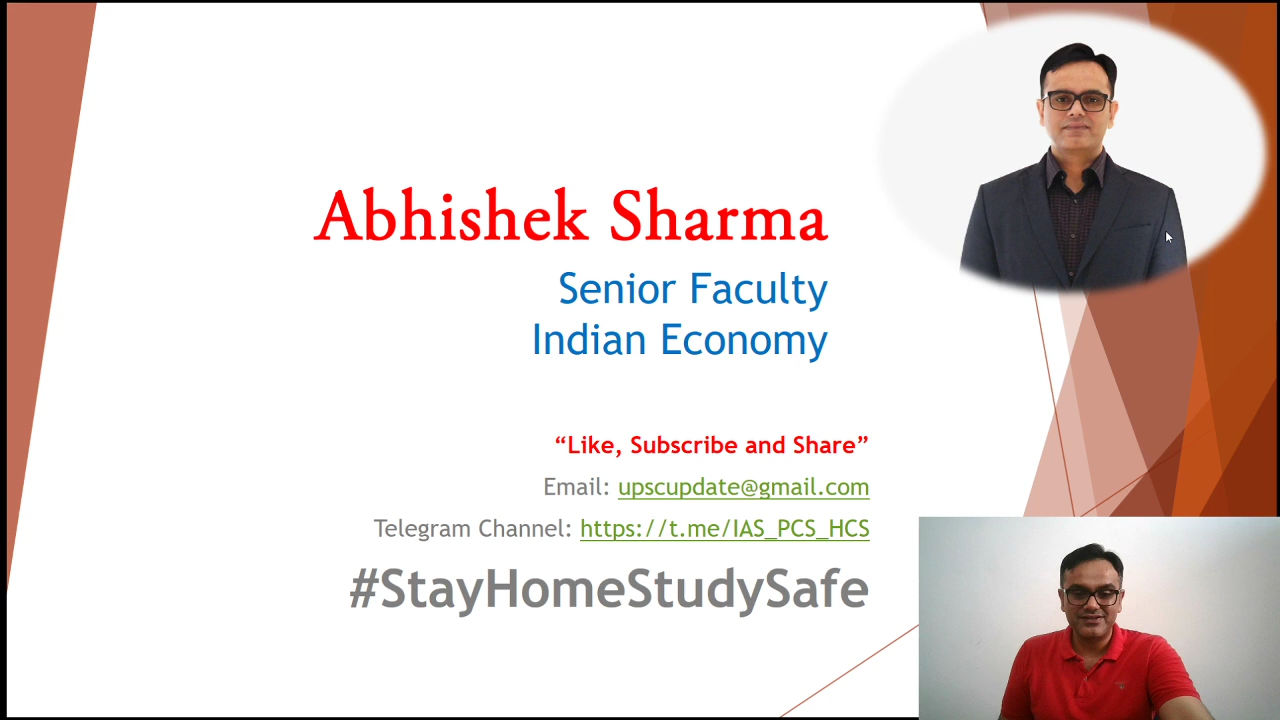 Abhishek Sharma
Senior Faculty
Indian Economy
“Like, Subscribe and Share”
Email: upscupdate@gmail.com
Telegram Channel: https://t.me/IAS_PCS_HCS
#StayHomeStudySafe